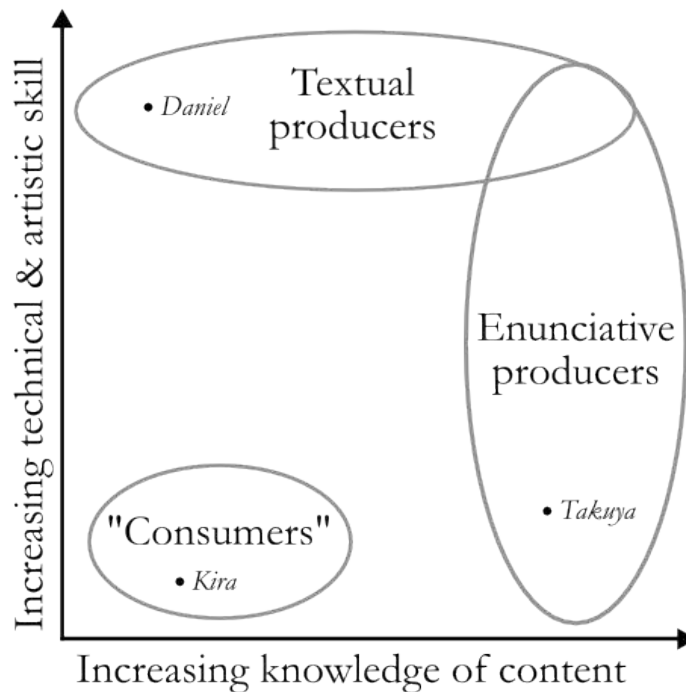 Increasing technical & artistic skill
Textual
producers
Daniel
Enunciative
producers
Takuya
"Consumers"
Kira
Increasing knowledge of content